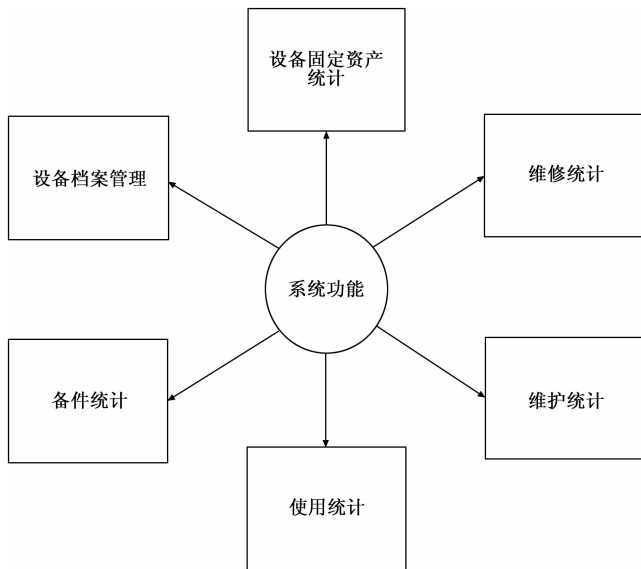 设备固定资产
统计
设备档案管理
维修统计
系统功能
备件统计
维护统计
使用统计